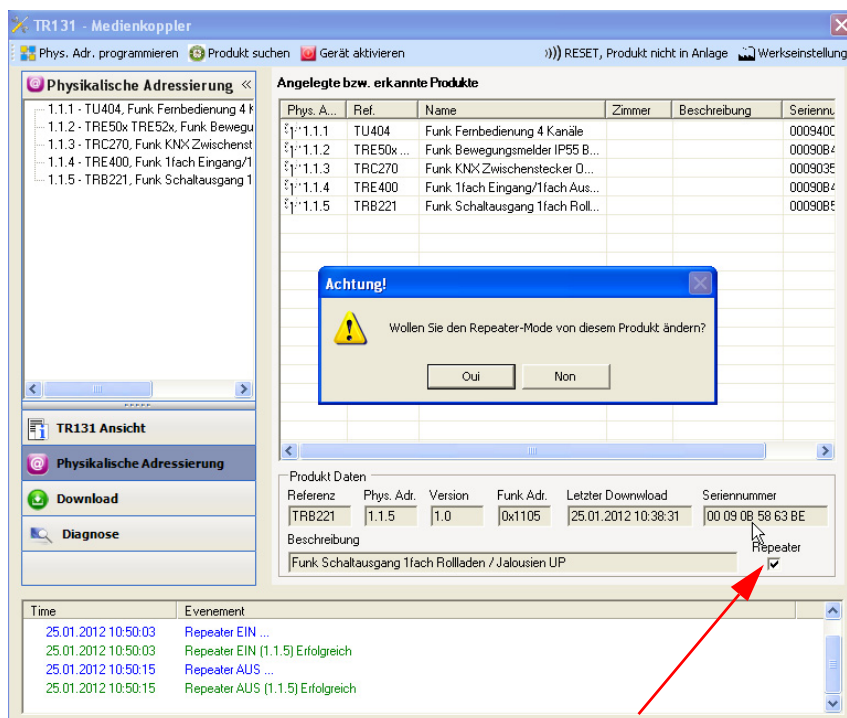 TR131 - Medienkoppler
Phys. Adr. programmieren Produkt suchen Gerät aktivieren RESET, Produkt nicht in Anlage Werkseinstellung
Physikalische Adressierung
1.1.1 - TU404, Funk Fernbedienung 4 K
1.1.2 - TRE50x TRE52x, Funk Bewegu
1.1.3 - TRC270, Funk KNX Zwischenst
1.1.4 - TRE400, Funk 1fach Eingang/1
1.1.5 - TRB221, Funk Schaltausgang 1
TR131 Ansicht
Physikalische Adressierung
Download
Diagnose
Angelegte bzw. erkannte Produkte
Phys. A... Ref. Name Zimmer Beschreibung Seriennu
1.1.1 TU404 Funk Fernbedienung 4 Kanäle 0009400
1.1.2 TRE50x ... Funk Bewegungsmelder IP55 B... 00090B4
1.1.3 TRC270 Funk KNX Zwischenstecker 0... 0009035
1.1.4 TRE400 Funk 1fach Eingang/1fach Aus... 00090B4
1.1.5 TRB221 Funk Schaltausgang 1fach Roll... 00090B5
Achtung!
Wollen Sie den Repeater-Mode von diesem Produkt ändern?
Oui Non
Produkt Daten
Referenz Phys. Adr. Version Funk Adr. Letzter Downwload Seriennummer
TRB221 1.1.5 1.0 0x1105 25.01.2012 10:38:31 00 09 0B 58 63 BE
Beschreibung
Repeater
Funk Schaltausgang 1fach Rollladen / Jalousien UP
Time Evenement
25.01.2012 10:50:03 Repeater EIN ...
25.01.2012 10:50:03 Repeater EIN (1.1.5) Erfolgreich
25.01.2012 10:50:15 Repeater AUS ...
25.01.2012 10:50:15 Repeater AUS (1.1.5) Erfolgreich